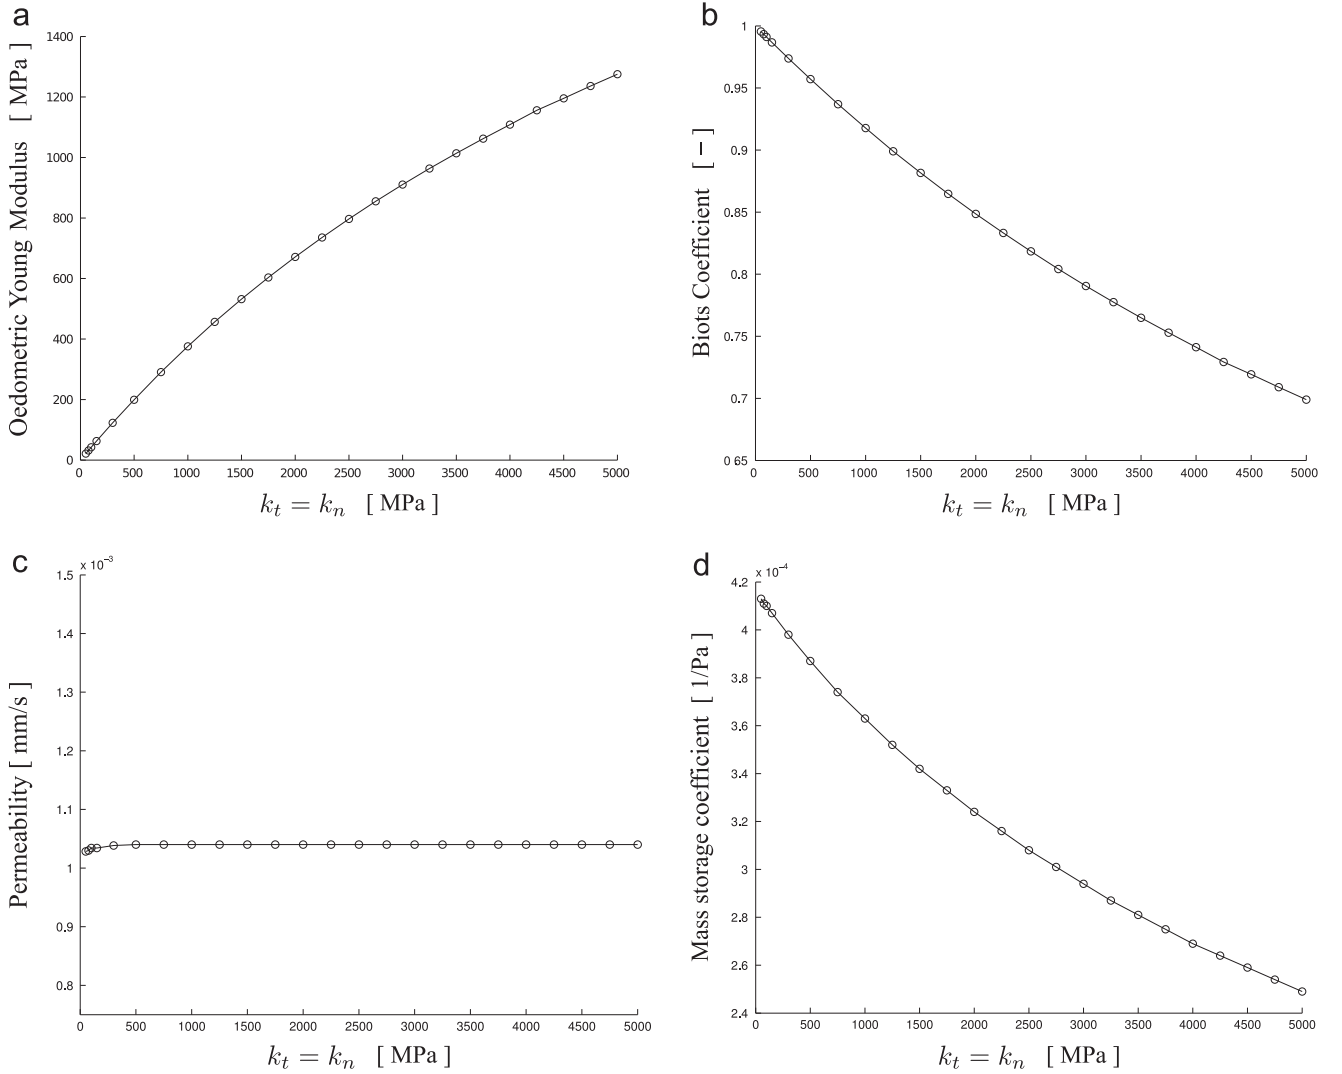 a
1400
1200
1000
800
600
400
200
0
Oedometric Young Modulus [ MPa ]
0 500 1000 1500 2000 2500 3000 3500 4000 4500 5000
k_t = k_n [ MPa ]
b
1
0.95
0.9
0.85
0.8
0.75
0.7
0 65
Biots Coefficient [ − ]
0 500 1000 1500 2000 2500 3000 3500 4000 4500 5000
k_t = k_n [ MPa ]
c
x 10⁻³
1.5
1.4
1.3
1.2
1.1
1
0.9
0.8
Permeability [ mm/s ]
0 500 1000 1500 2000 2500 3000 3500 4000 4500 5000
k_t = k_n [ MPa ]
d
x 10⁻⁴
4.2
4
3.8
3.6
3.4
3.2
3
2.8
2.6
2.4
Mass storage coefficient [ 1/Pa ]
0 500 1000 1500 2000 2500 3000 3500 4000 4500 5000
k_t = k_n [ MPa ]